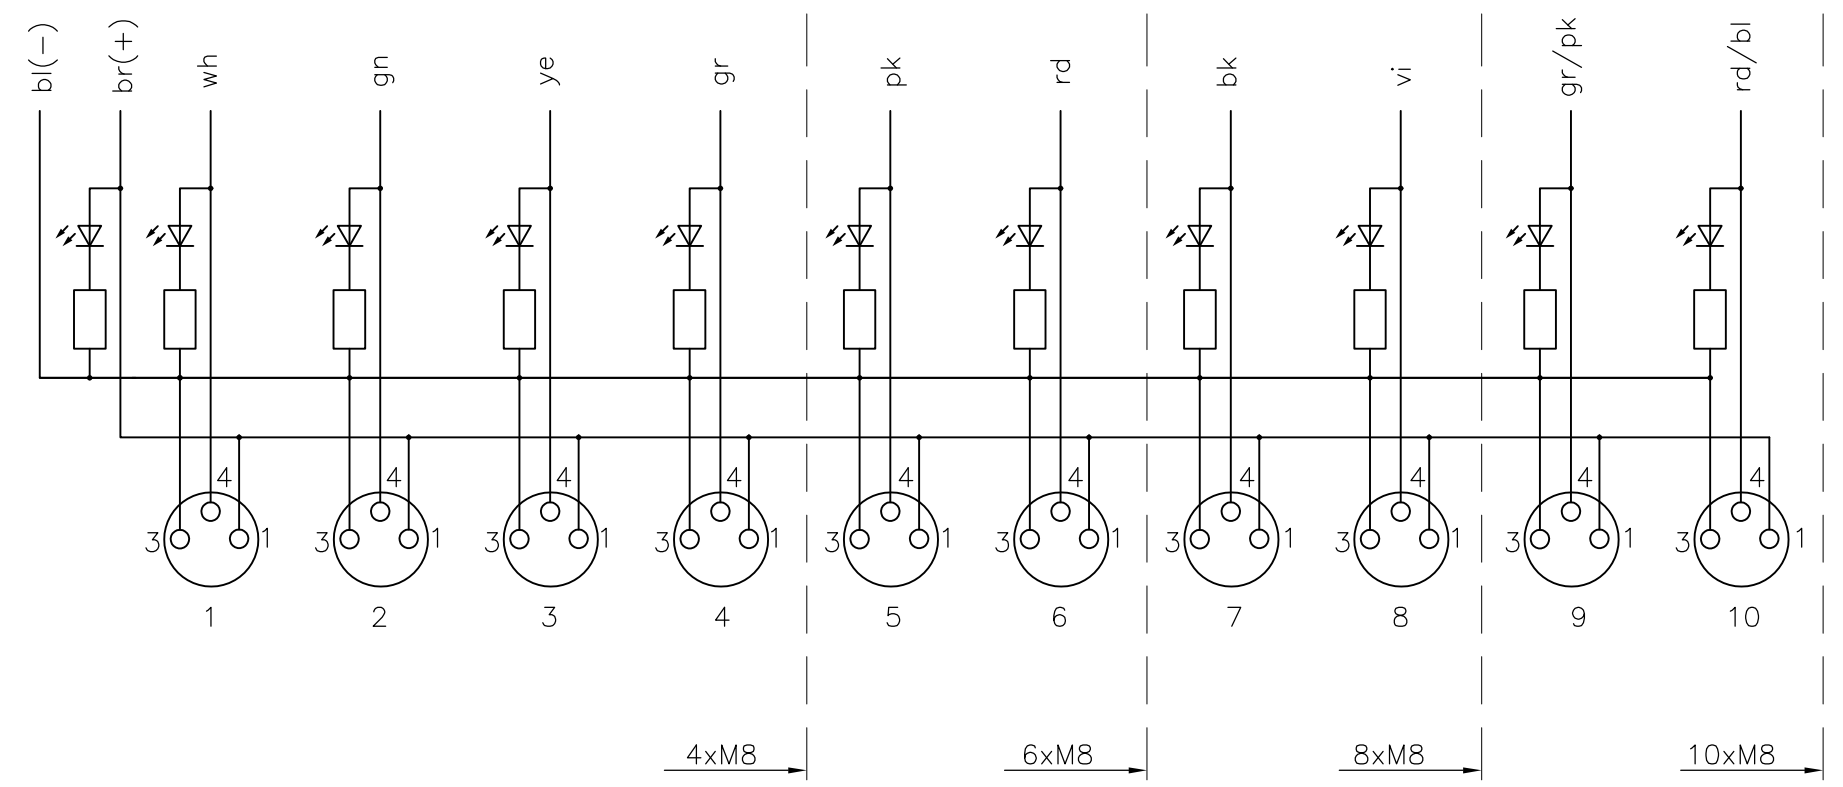 bl(-) br(+) wh gn ye gr pk rd bk vi gr/pk rd/bl
4 4 4 4 4 4 4 4 4 4
3 1 3 1 3 1 3 1 3 1 3 1 3 1 3 1 3 1 3 1
1 2 3 4 5 6 7 8 9 10
4xM8 6xM8 8xM8 10xM8